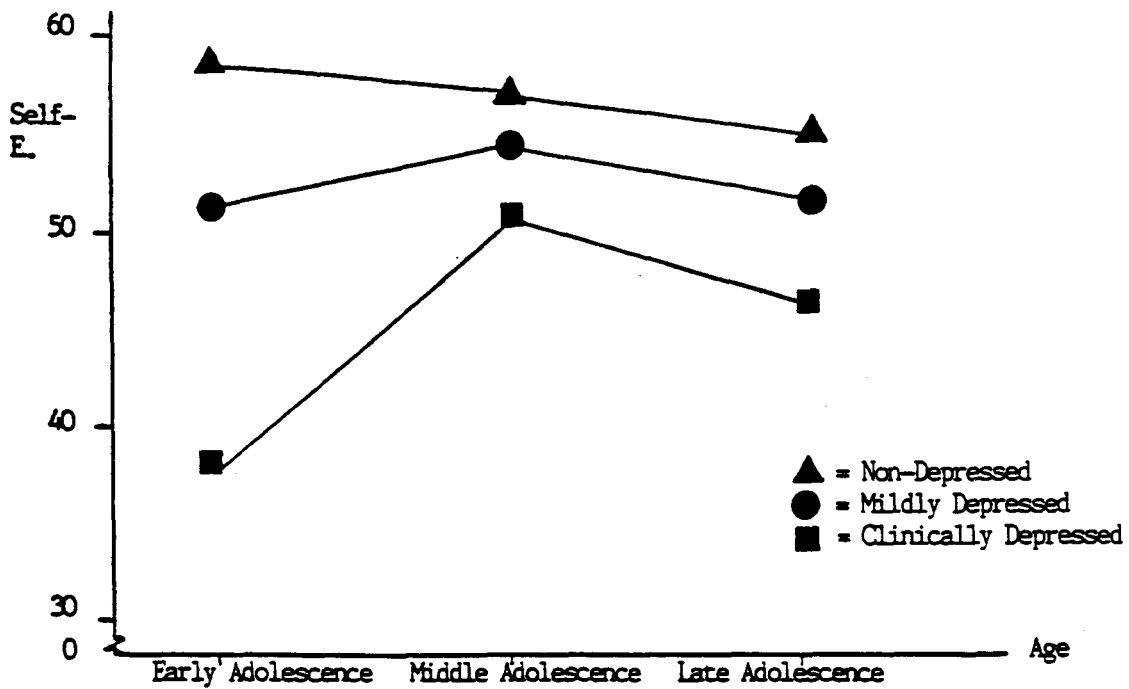 60
Self-
E.
50
40
▲ = Non-Depressed
● = Mildly Depressed
■ = Clinically Depressed
30
0
Age
Early Adolescence Middle Adolescence Late Adolescence